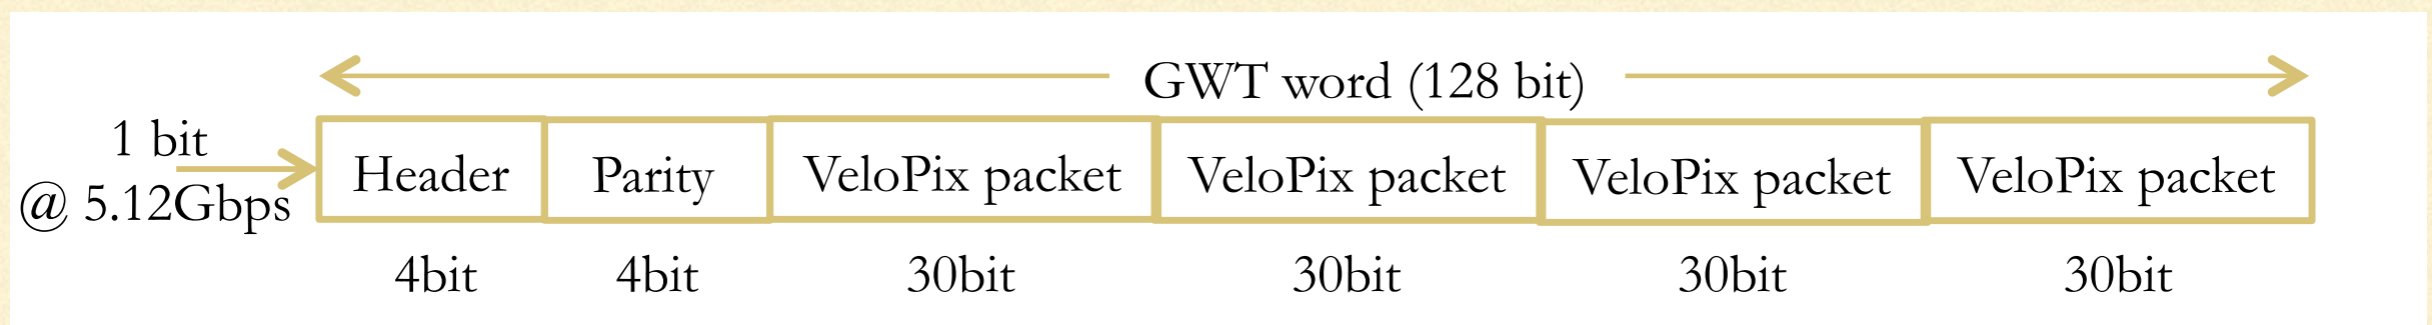 GWT word (128 bit)
1 bit
@ 5.12Gbps
Header
Parity
VeloPix packet
VeloPix packet
VeloPix packet
VeloPix packet
4bit
4bit
30bit
30bit
30bit
30bit